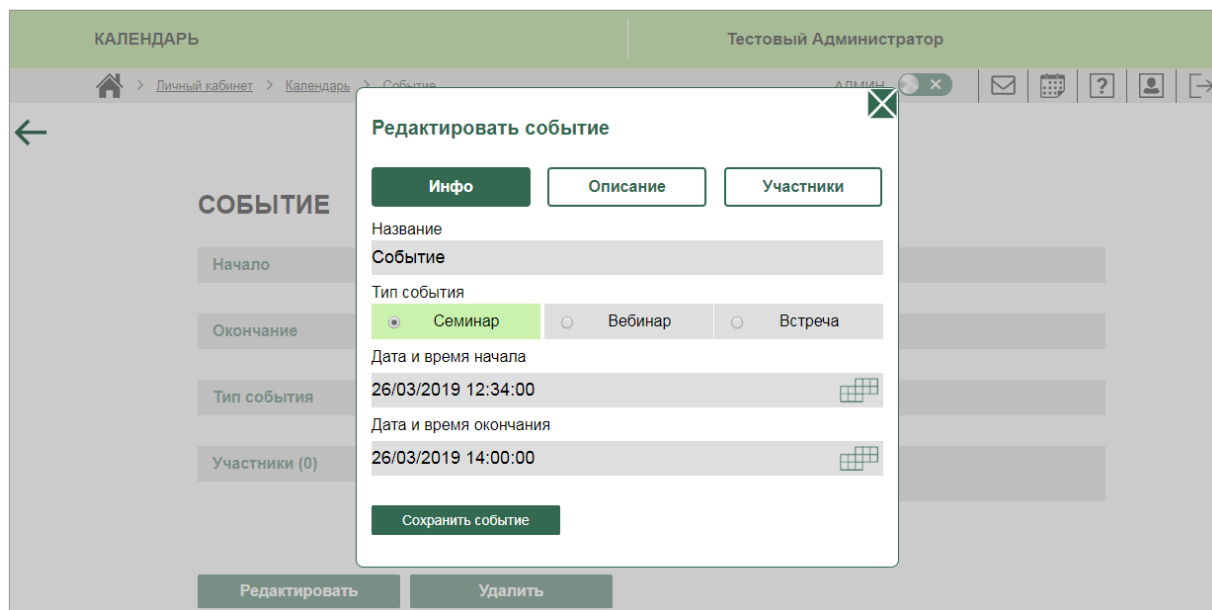 КАЛЕНДАРЬ
Тестовый Администратор
> Личный кабинет > Календарь > Событие
АДМИН
Редактировать событие
Инфо Описание Участники
СОБЫТИЕ
Название
Событие
Начало
Тип события
Семинар Вебинар Встреча
Окончание
Дата и время начала
26/03/2019 12:34:00
Тип события
Дата и время окончания
26/03/2019 14:00:00
Участники (0)
Сохранить событие
Редактировать Удалить